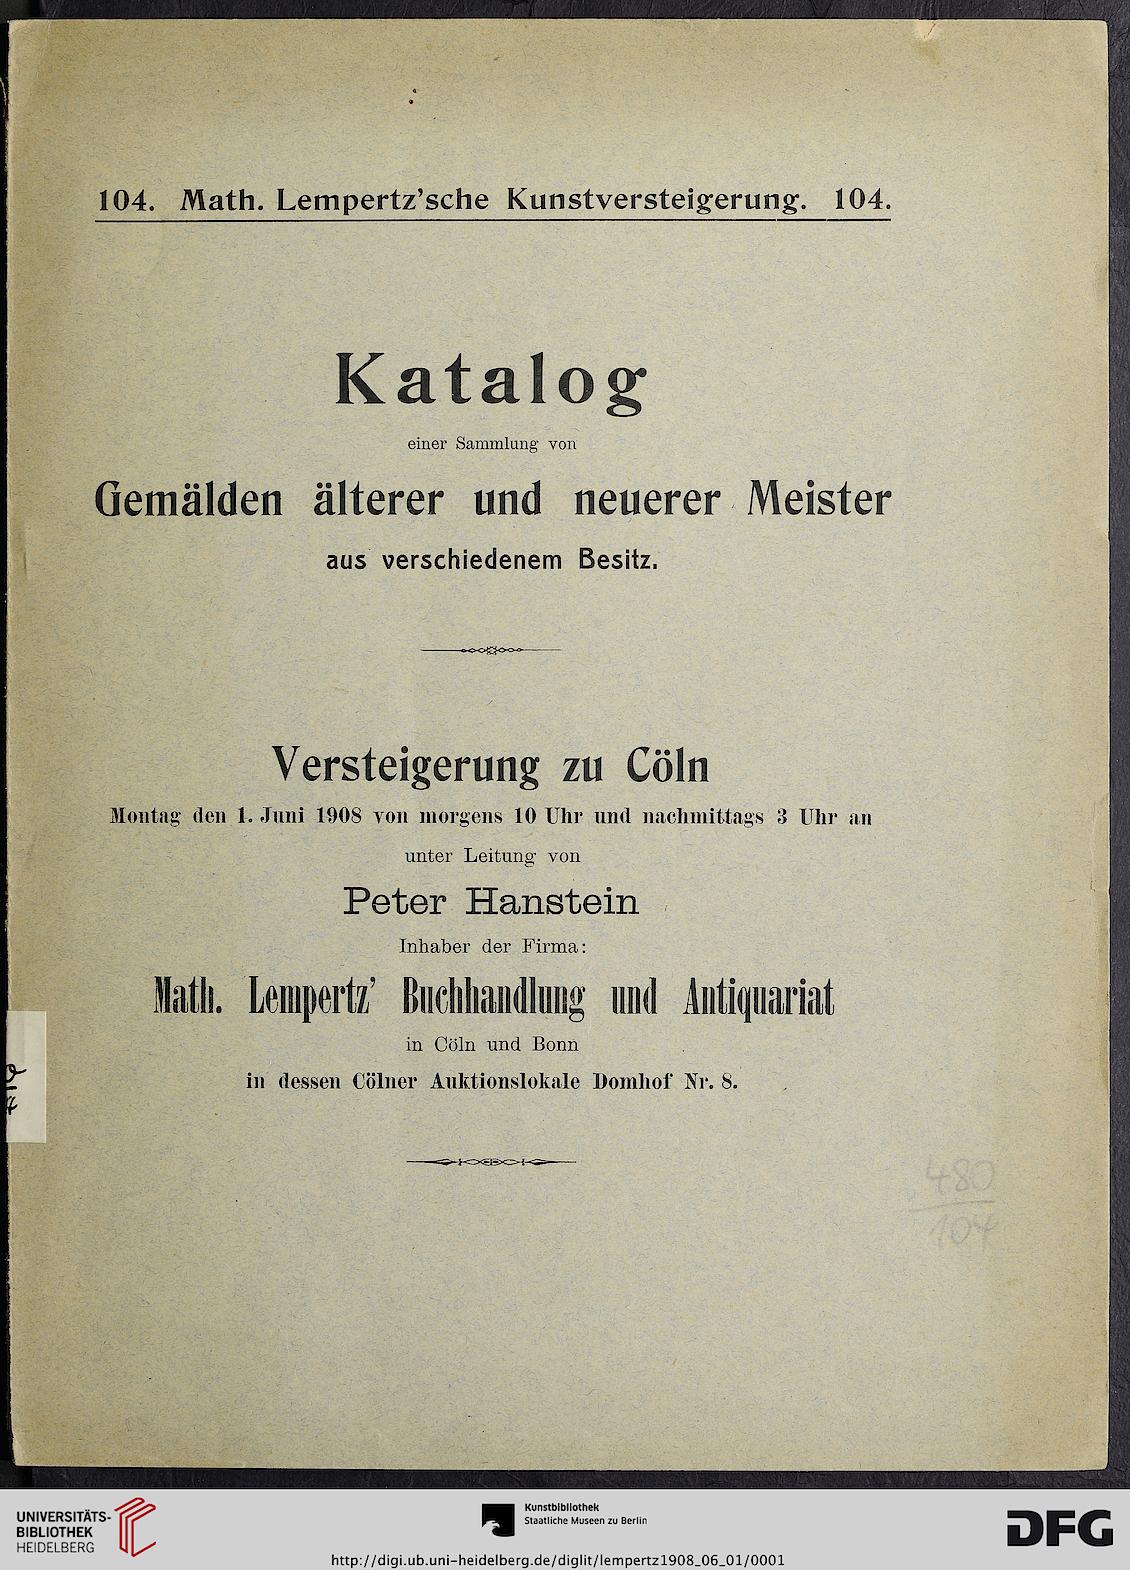 104. Math. Lempertz'sche Kunstversteigerung. 104.
Katalog
einer Sammlung von
Gemälden älterer und neuerer Meister
aus verschiedenem Besitz.
Versteigerung zu Cöln
Montag den 1. Juni 1908 von morgens 10 Uhr und nachmittags 3 Uhr an
unter Leitung von
Peter Hanstein
Inhaber der Firma:
Math. Lempertz' Buchhandlung und Antiquariat
in Cöln und Bonn
in dessen Cölner Auktionslokale Domhof Nr. 8.
480
104
UNIVERSITÄTS-
BIBLIOTHEK
HEIDELBERG
Kunstbibliothek
Staatliche Museen zu Berlin
DFG
http://digi.ub.uni-heidelberg.de/diglit/lempertz1908_06_01/0001